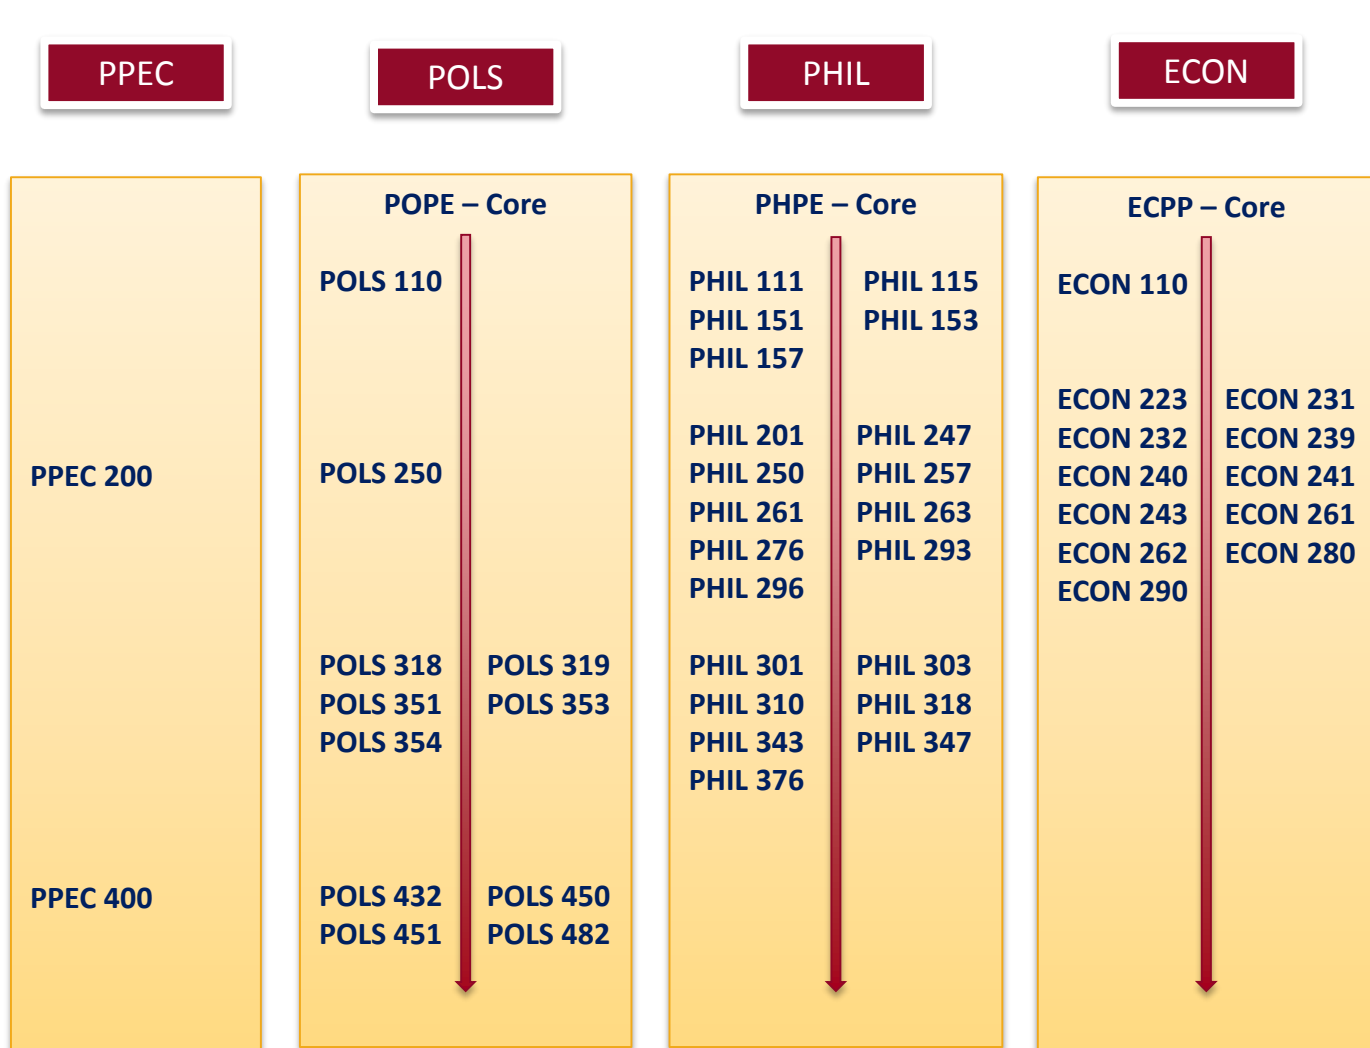 PPEC
POLS
PHIL
ECON
PPEC 200
PPEC 400
POPE – Core
POLS 110
POLS 250
POLS 318 POLS 319
POLS 351 POLS 353
POLS 354
POLS 432 POLS 450
POLS 451 POLS 482
PHPE – Core
PHIL 111 PHIL 115
PHIL 151 PHIL 153
PHIL 157
PHIL 201 PHIL 247
PHIL 250 PHIL 257
PHIL 261 PHIL 263
PHIL 276 PHIL 293
PHIL 296
PHIL 301 PHIL 303
PHIL 310 PHIL 318
PHIL 343 PHIL 347
PHIL 376
ECPP – Core
ECON 110
ECON 223 ECON 231
ECON 232 ECON 239
ECON 240 ECON 241
ECON 243 ECON 261
ECON 262 ECON 280
ECON 290